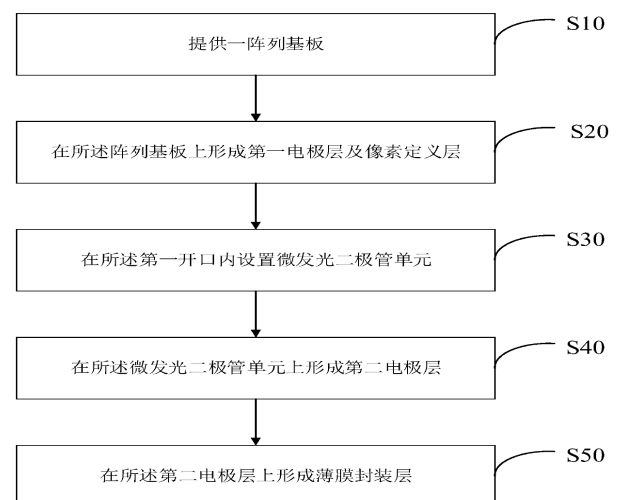 S10
提供一阵列基板
S20
在所述阵列基板上形成第一电极层及像素定义层
S30
在所述第一开口内设置微发光二极管单元
S40
在所述微发光二极管单元上形成第二电极层
S50
在所述第二电极层上形成薄膜封装层